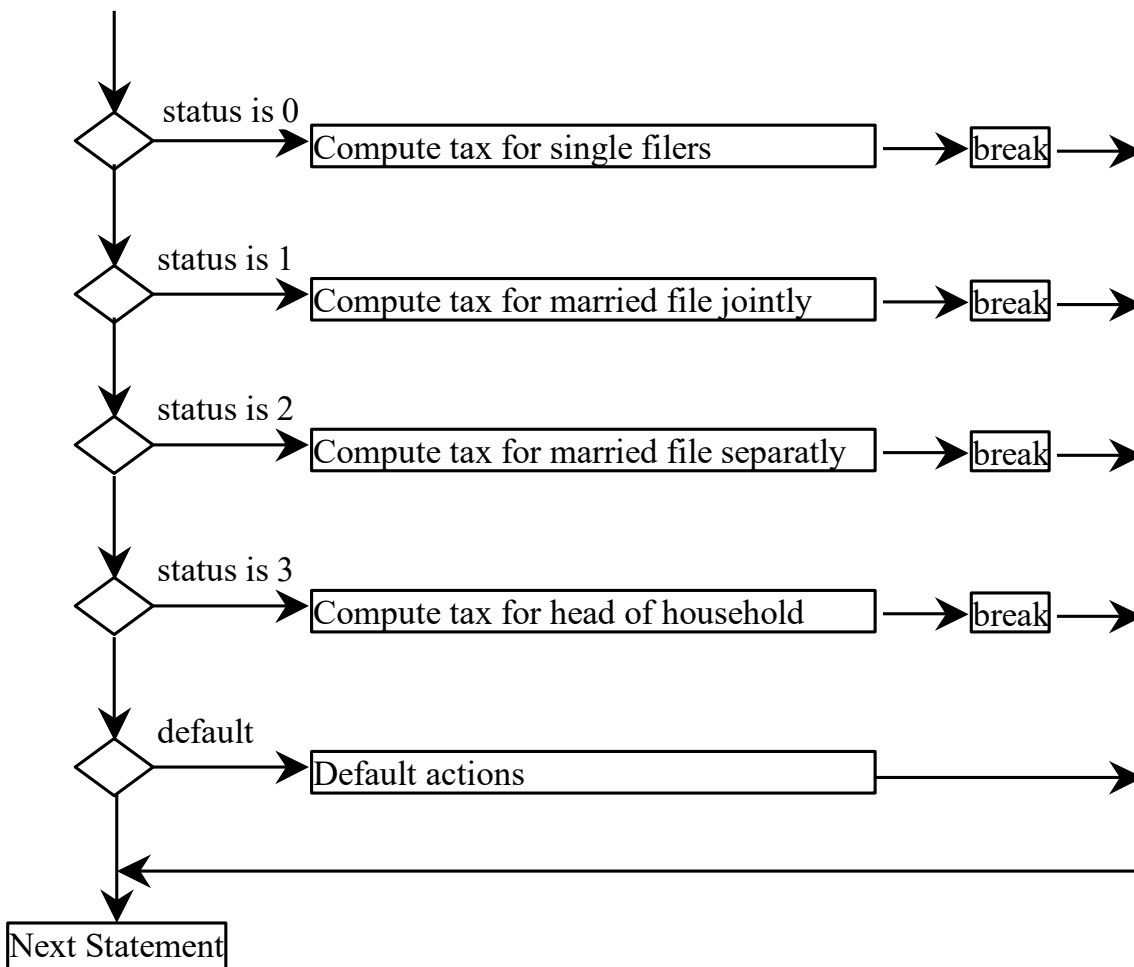 status is 0
Compute tax for single filers
break
status is 1
Compute tax for married file jointly
break
status is 2
Compute tax for married file separatly
break
status is 3
Compute tax for head of household
break
default
Default actions
Next Statement